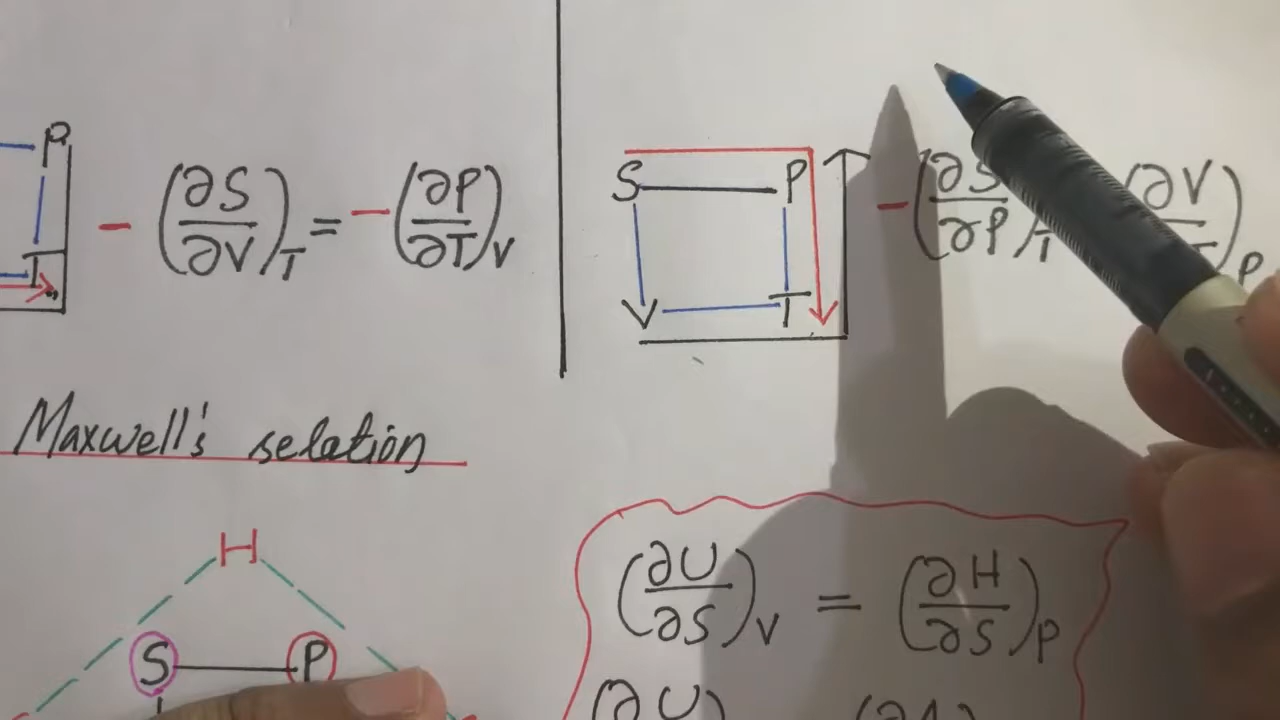 P
T
- (∂S/∂V)T = - (∂P/∂T)V
S P
V T
- (∂S/∂P)T (∂V/∂T)P
Maxwell's selation
H
S P
(∂U/∂S)V = (∂H/∂S)P
(∂U
(∂A